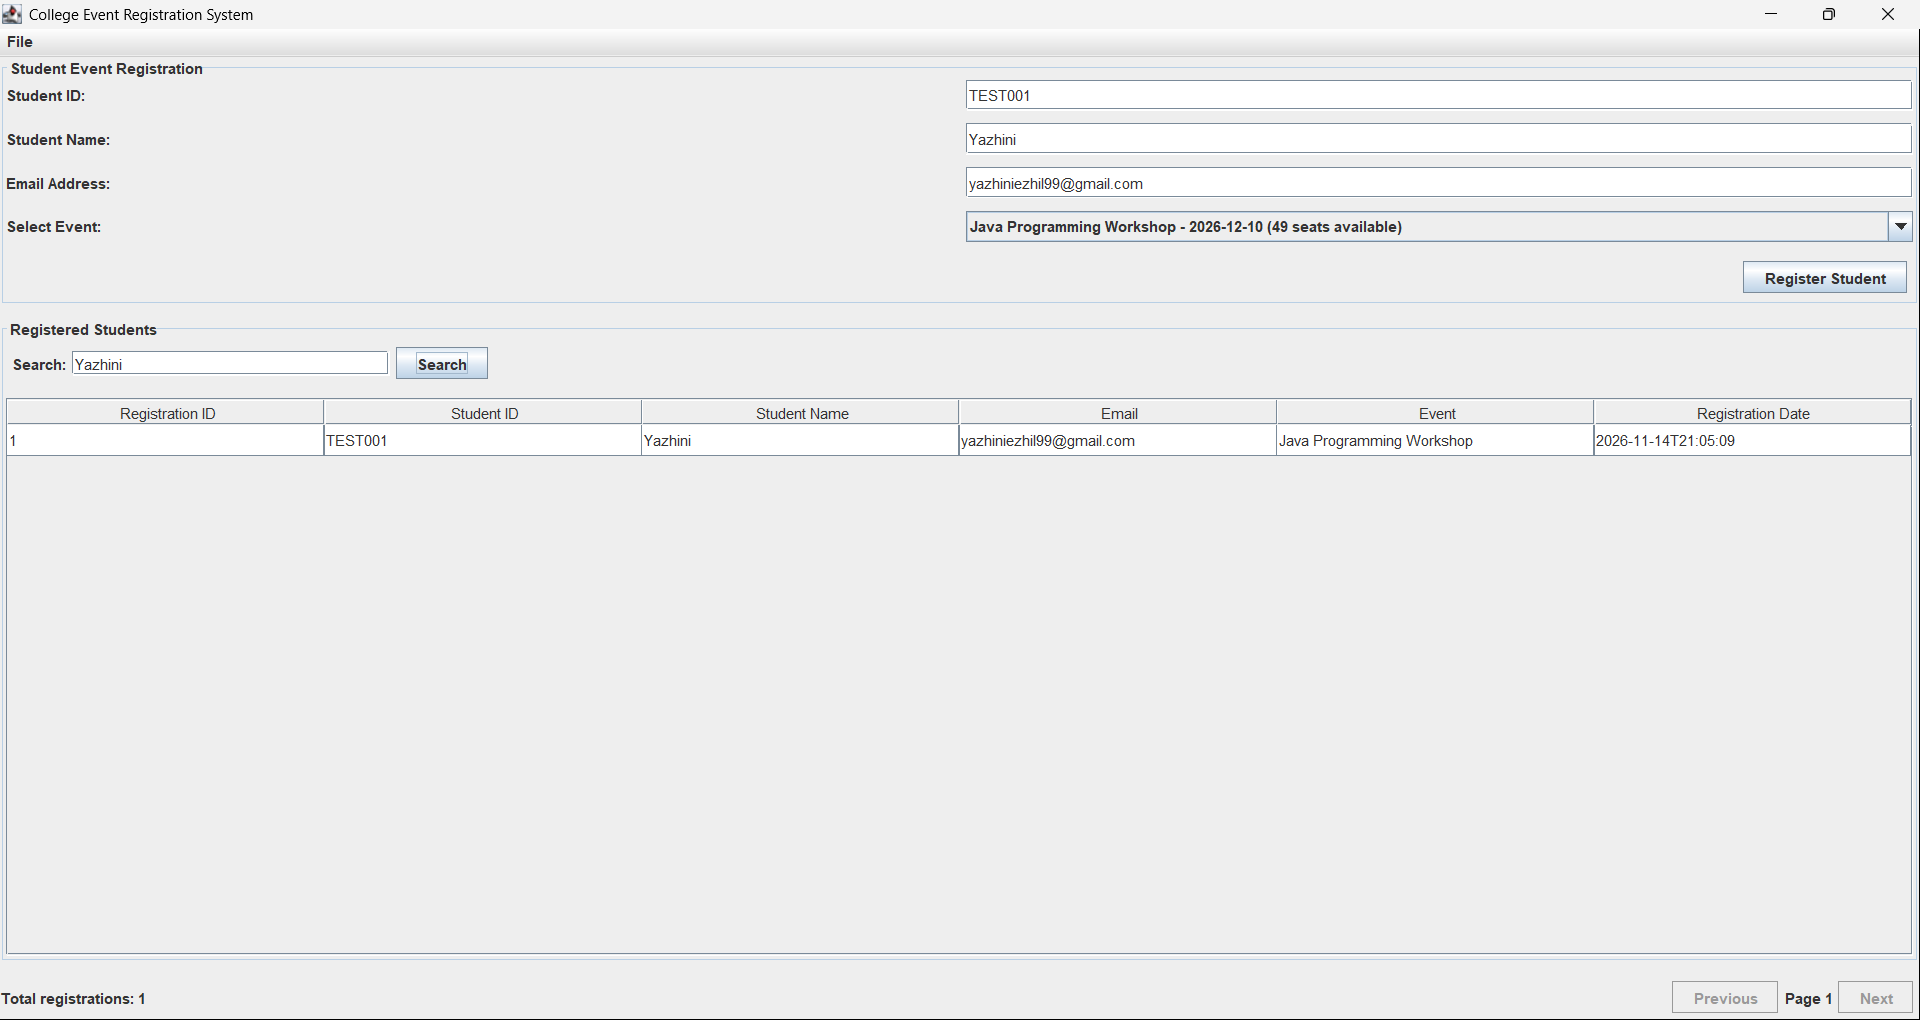 College Event Registration System
File
Student Event Registration
Student ID: TEST001
Student Name: Yazhini
Email Address: yazhiniezhil99@gmail.com
Select Event: Java Programming Workshop - 2026-12-10 (49 seats available)
Register Student
Registered Students
Search: Yazhini Search
Registration ID Student ID Student Name Email Event Registration Date
1 TEST001 Yazhini yazhiniezhil99@gmail.com Java Programming Workshop 2026-11-14T21:05:09
Total registrations: 1 Previous Page 1 Next